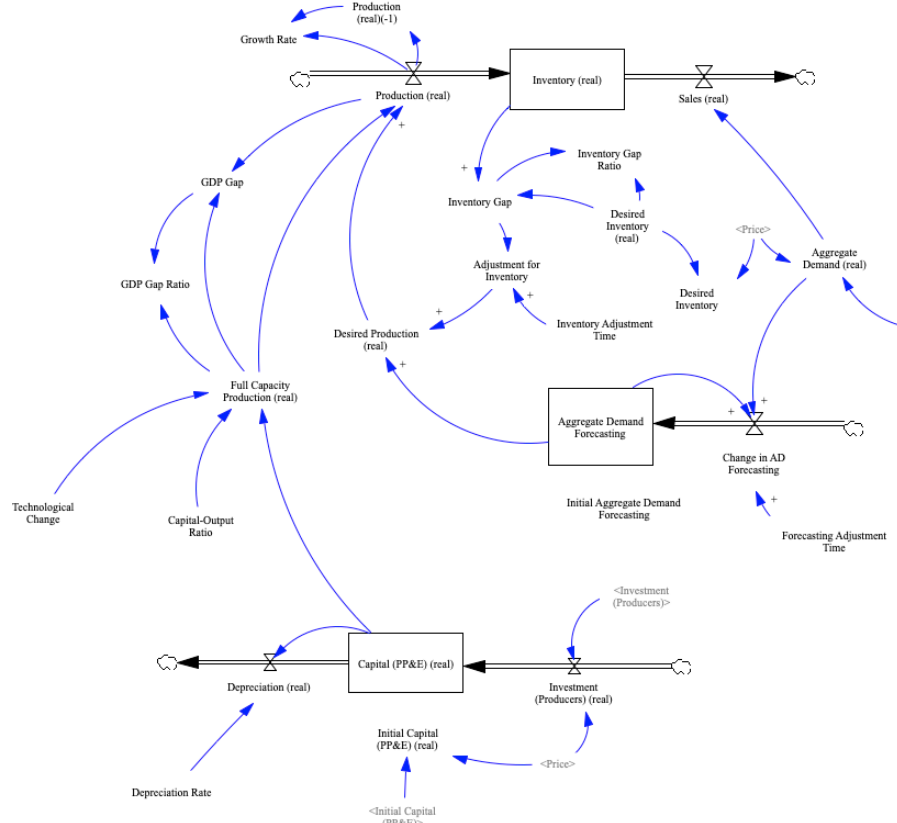 Production
(real)(-1)
Growth Rate
Production (real)
+
Inventory (real)
Sales (real)
GDP Gap
+
Inventory Gap
Inventory Gap
Ratio
Desired
Inventory
(real)
<Price>
Aggregate
Demand (real)
GDP Gap Ratio
Adjustment for
Inventory
Desired
Inventory
+
+
Inventory Adjustment
Time
Desired Production
(real)
+
Full Capacity
Production (real)
Aggregate Demand
Forecasting
+
+
Change in AD
Forecasting
Technological
Change
Capital-Output
Ratio
Initial Aggregate Demand
Forecasting
+
Forecasting Adjustment
Time
<Investment
(Producers)>
Capital (PP&E) (real)
Depreciation (real)
Investment
(Producers) (real)
Initial Capital
(PP&E) (real)
<Price>
Depreciation Rate
<Initial Capital
(PP&E)>